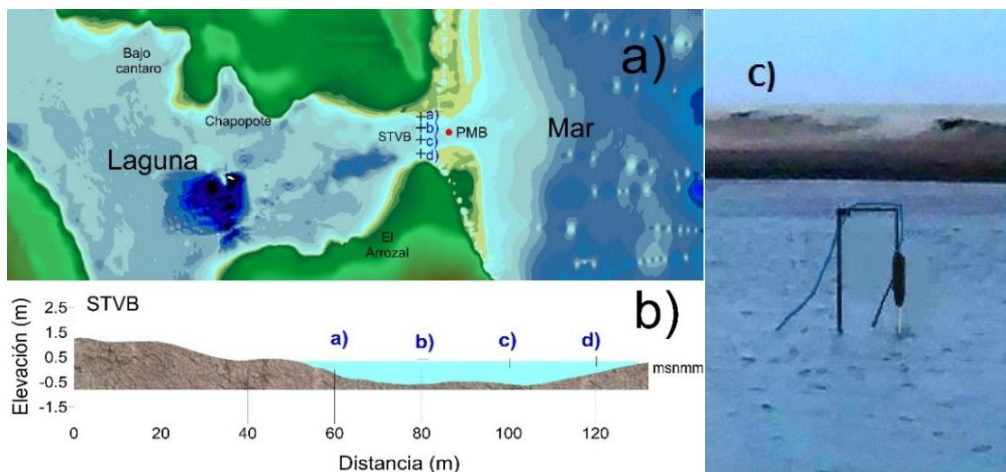 a)
Bajo
cantaro
Chapopote
a)
STVB b) PMB Mar
c)
d)
Laguna
El
Arrozal
STVB b)
2.5
1.5
0.5
-0.5
-1.5
Elevación (m)
a) b) c) d)
msnmm
0 20 40 60 80 100 120
Distancia (m)
c)